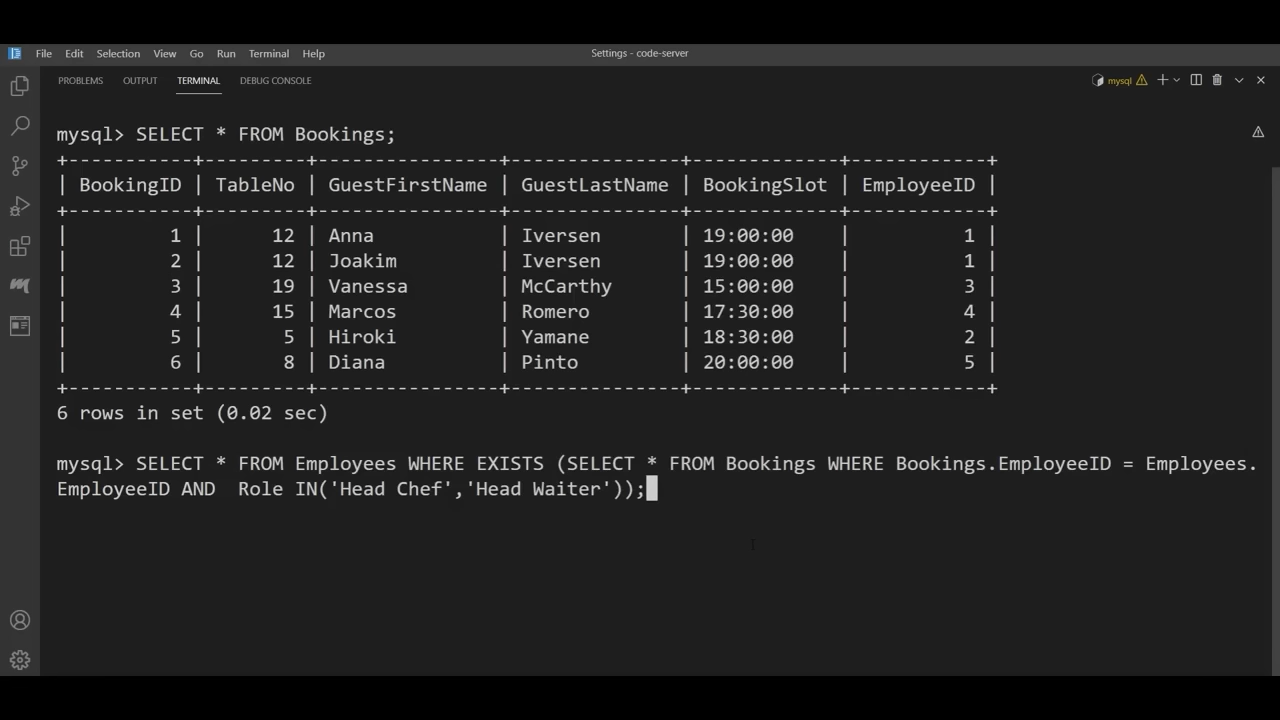 File Edit Selection View Go Run Terminal Help Settings - code-server
PROBLEMS OUTPUT TERMINAL DEBUG CONSOLE mysql
mysql> SELECT * FROM Bookings;
+-----------+---------+----------------+---------------+-------------+------------+
| BookingID | TableNo | GuestFirstName | GuestLastName | BookingSlot | EmployeeID |
+-----------+---------+----------------+---------------+-------------+------------+
| 1 | 12 | Anna | Iversen | 19:00:00 | 1 |
| 2 | 12 | Joakim | Iversen | 19:00:00 | 1 |
| 3 | 19 | Vanessa | McCarthy | 15:00:00 | 3 |
| 4 | 15 | Marcos | Romero | 17:30:00 | 4 |
| 5 | 5 | Hiroki | Yamane | 18:30:00 | 2 |
| 6 | 8 | Diana | Pinto | 20:00:00 | 5 |
+-----------+---------+----------------+---------------+-------------+------------+
6 rows in set (0.02 sec)
mysql> SELECT * FROM Employees WHERE EXISTS (SELECT * FROM Bookings WHERE Bookings.EmployeeID = Employees.
EmployeeID AND  Role IN('Head Chef','Head Waiter'));